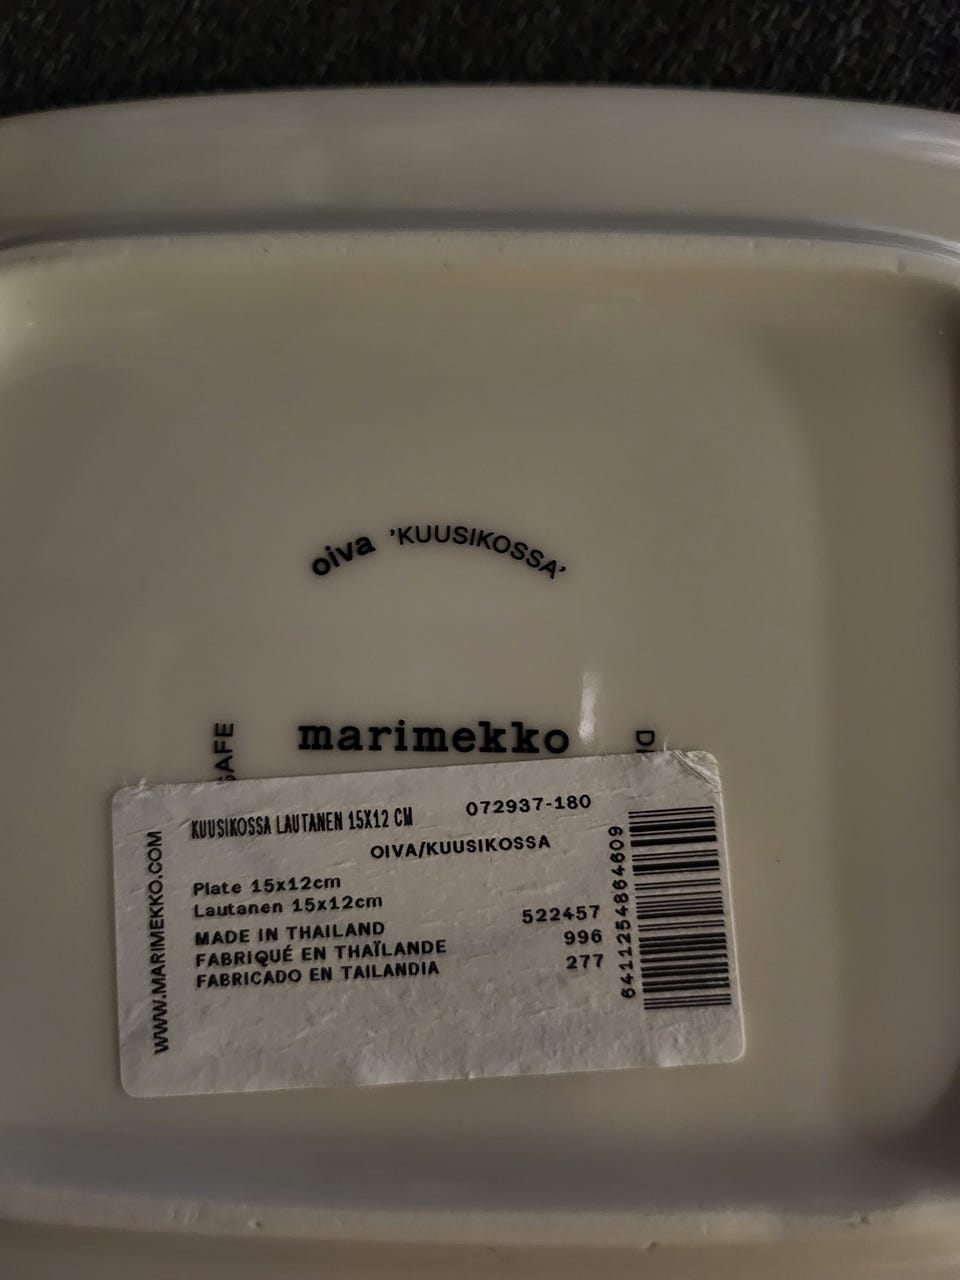 oiva 'KUUSIKOSSA'
marimekko
SAFE
KUUSIKOSSA LAUTANEN 15X12 CM 072937-180
OIVA/KUUSIKOSSA
Plate 15x12cm
Lautanen 15x12cm
MADE IN THAILAND
FABRIQUÉ EN THAÏLANDE
FABRICADO EN TAILANDIA
522457
996
277
WWW.MARIMEKKO.COM
6411254864609